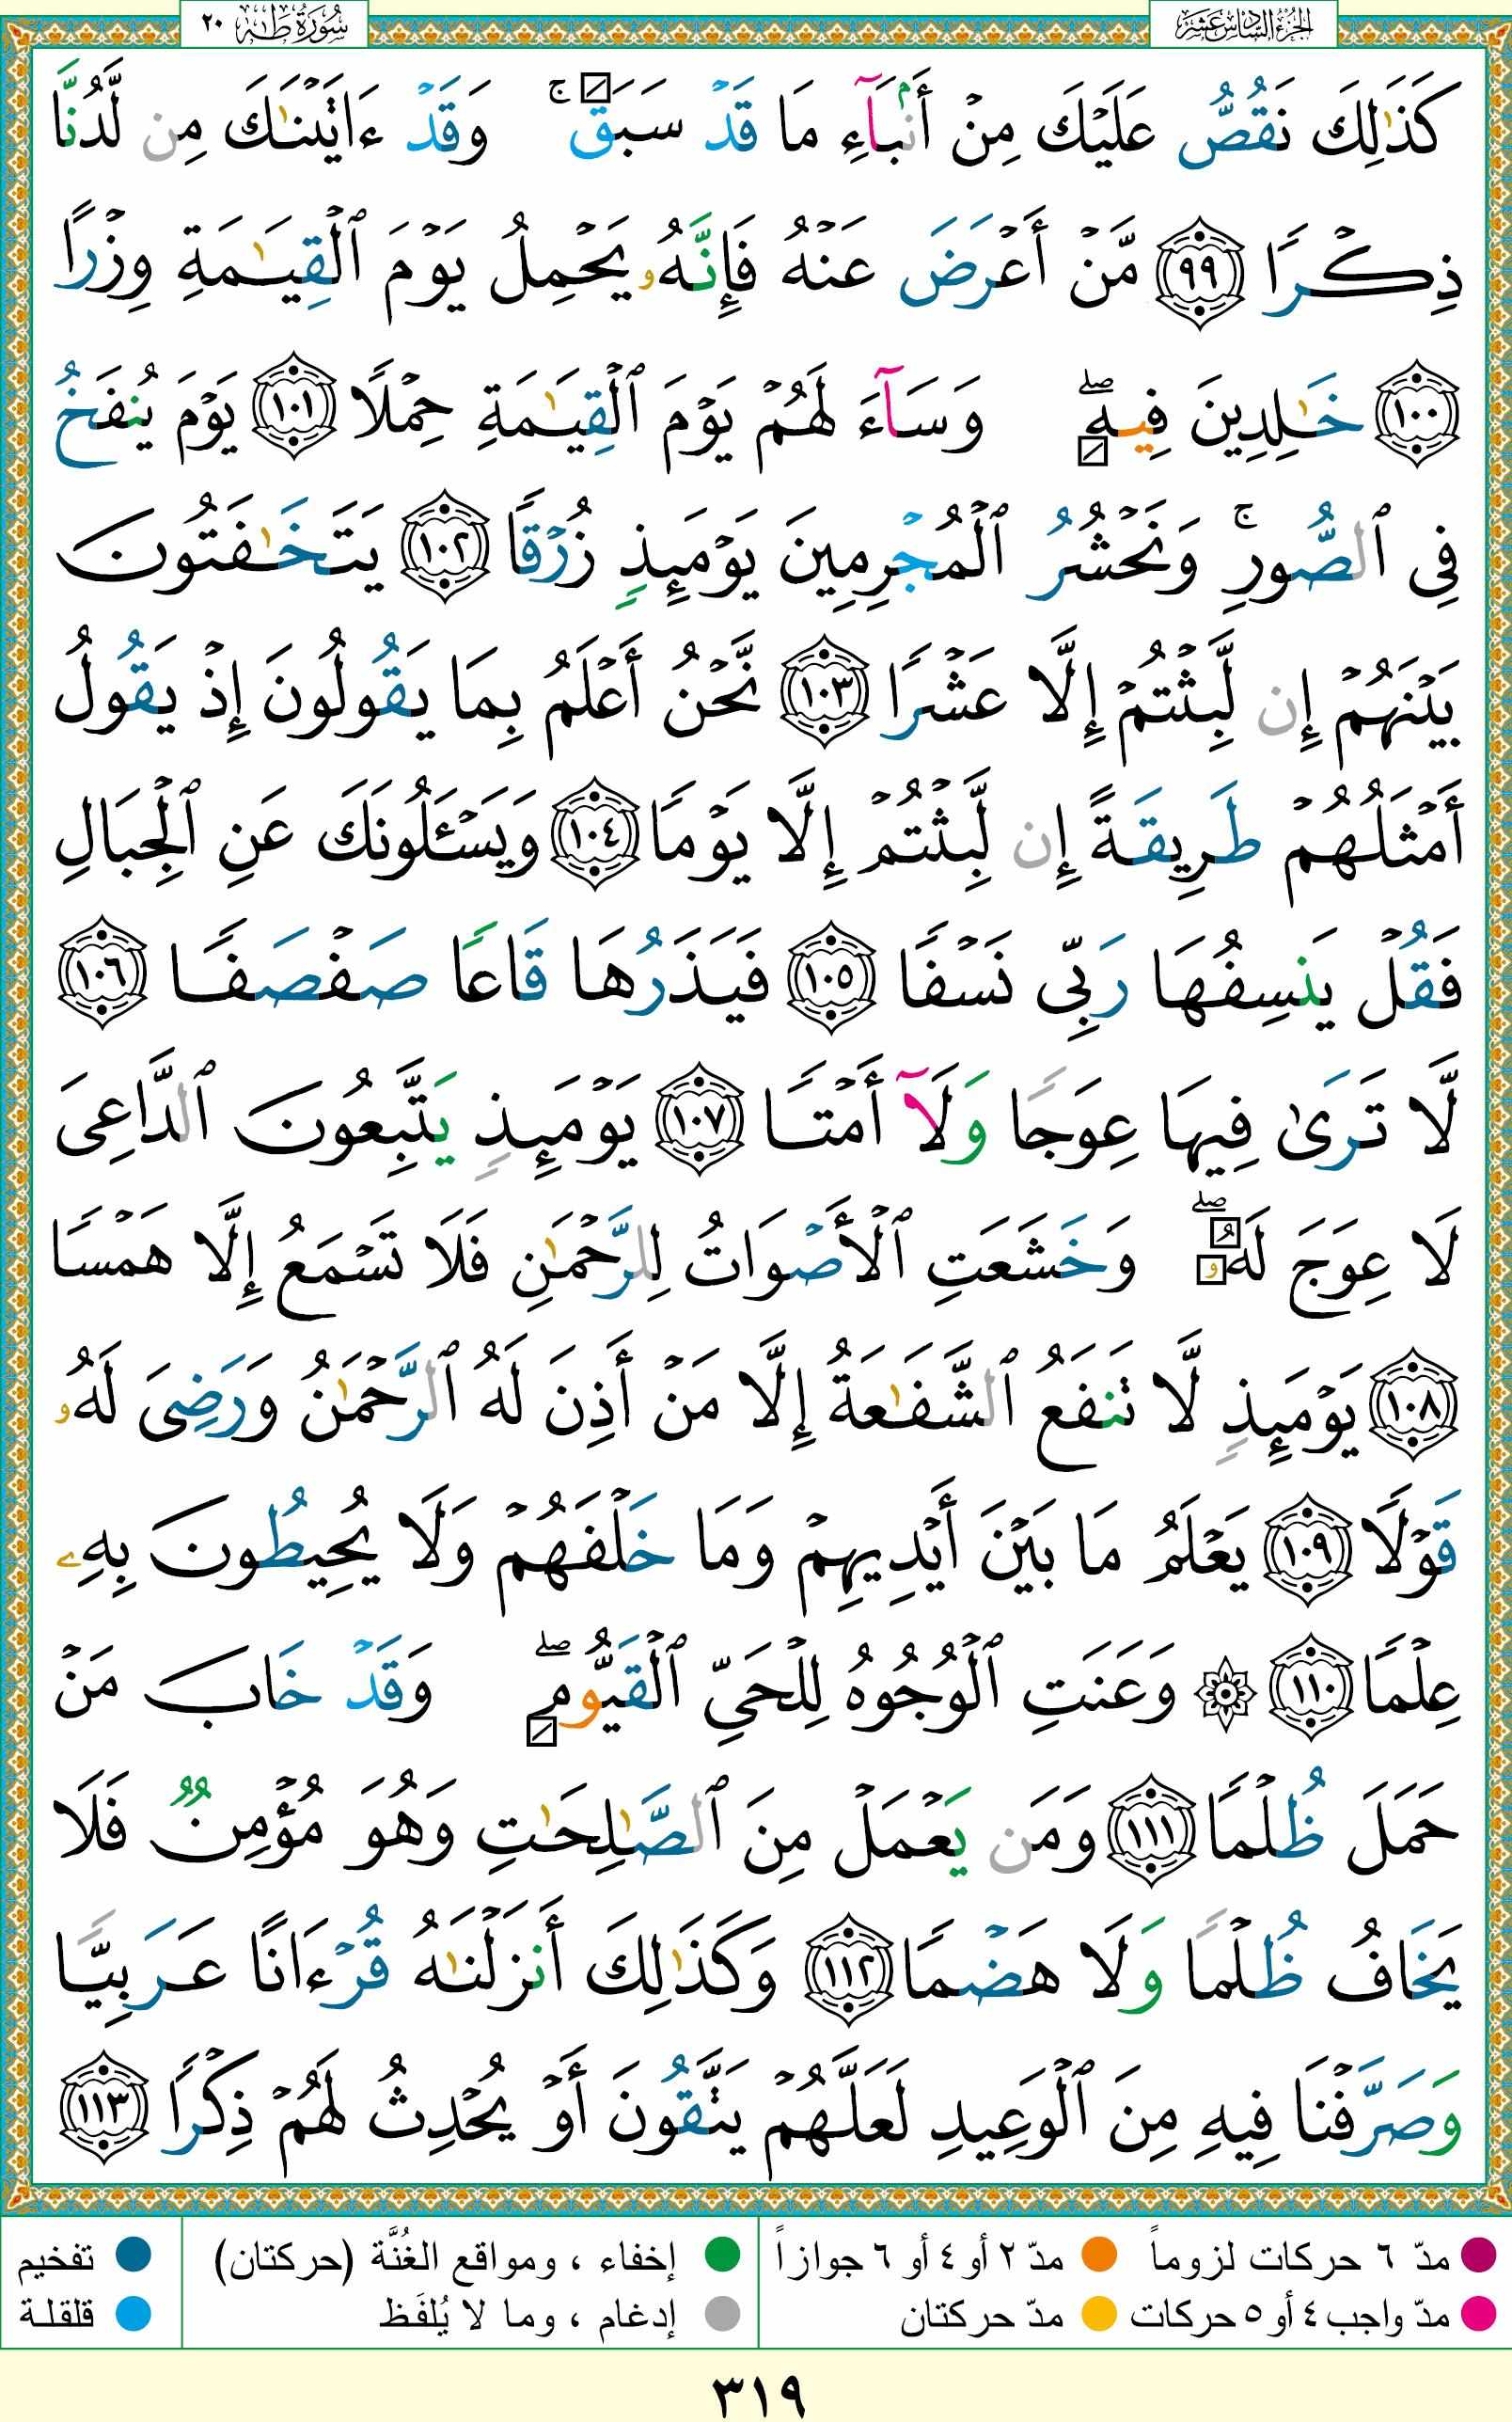 سُورَةُ طٰهٰ ٢٠
الجزء السادس عشر
كَذَٰلِكَ نَقُصُّ عَلَيْكَ مِنْ أَنۢبَآءِ مَا قَدْ سَبَقَ ۚ وَقَدْ ءَاتَيْنَٰكَ مِن لَّدُنَّا
ذِكْرًا ٩٩ مَّنْ أَعْرَضَ عَنْهُ فَإِنَّهُۥ يَحْمِلُ يَوْمَ ٱلْقِيَٰمَةِ وِزْرًا
١٠٠ خَٰلِدِينَ فِيهِ ۖ وَسَآءَ لَهُمْ يَوْمَ ٱلْقِيَٰمَةِ حِمْلًا ١٠١ يَوْمَ يُنفَخُ
فِى ٱلصُّورِ ۚ وَنَحْشُرُ ٱلْمُجْرِمِينَ يَوْمَئِذٍ زُرْقًا ١٠٢ يَتَخَٰفَتُونَ
بَيْنَهُمْ إِن لَّبِثْتُمْ إِلَّا عَشْرًا ١٠٣ نَّحْنُ أَعْلَمُ بِمَا يَقُولُونَ إِذْ يَقُولُ
أَمْثَلُهُمْ طَرِيقَةً إِن لَّبِثْتُمْ إِلَّا يَوْمًا ١٠٤ وَيَسْـَٔلُونَكَ عَنِ ٱلْجِبَالِ
فَقُلْ يَنسِفُهَا رَبِّى نَسْفًا ١٠٥ فَيَذَرُهَا قَاعًا صَفْصَفًا ١٠٦
لَّا تَرَىٰ فِيهَا عِوَجًا وَلَآ أَمْتًا ١٠٧ يَوْمَئِذٍ يَتَّبِعُونَ ٱلدَّاعِىَ
لَا عِوَجَ لَهُۥ ۖ وَخَشَعَتِ ٱلْأَصْوَاتُ لِلرَّحْمَٰنِ فَلَا تَسْمَعُ إِلَّا هَمْسًا
١٠٨ يَوْمَئِذٍ لَّا تَنفَعُ ٱلشَّفَٰعَةُ إِلَّا مَنْ أَذِنَ لَهُ ٱلرَّحْمَٰنُ وَرَضِىَ لَهُۥ
قَوْلًا ١٠٩ يَعْلَمُ مَا بَيْنَ أَيْدِيهِمْ وَمَا خَلْفَهُمْ وَلَا يُحِيطُونَ بِهِۦ
عِلْمًا ١١٠ ۞ وَعَنَتِ ٱلْوُجُوهُ لِلْحَىِّ ٱلْقَيُّومِ ۖ وَقَدْ خَابَ مَنْ
حَمَلَ ظُلْمًا ١١١ وَمَن يَعْمَلْ مِنَ ٱلصَّٰلِحَٰتِ وَهُوَ مُؤْمِنٌ فَلَا
يَخَافُ ظُلْمًا وَلَا هَضْمًا ١١٢ وَكَذَٰلِكَ أَنزَلْنَٰهُ قُرْءَانًا عَرَبِيًّا
وَصَرَّفْنَا فِيهِ مِنَ ٱلْوَعِيدِ لَعَلَّهُمْ يَتَّقُونَ أَوْ يُحْدِثُ لَهُمْ ذِكْرًا ١١٣
مدّ ٦ حركات لزوماً مدّ ٢ أو ٤ أو ٦ جوازاً إخفاء ، ومواقع الغُنَّة (حركتان) تفخيم
مدّ واجب ٤ أو ٥ حركات مدّ حركتان إدغام ، وما لا يُلفَظ قلقلة
٣١٩